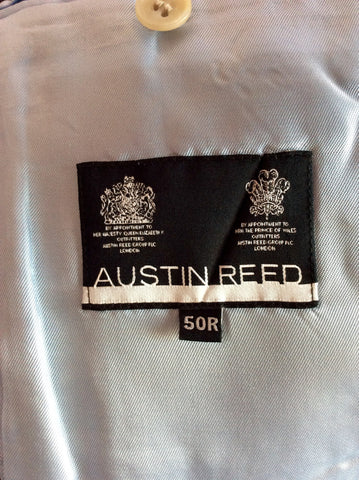 BY APPOINTMENT TO
HER MAJESTY QUEEN ELIZABETH II
OUTFITTERS
AUSTIN REED GROUP PLC
LONDON
BY APPOINTMENT TO
HRH THE PRINCE OF WALES
OUTFITTERS
AUSTIN REED GROUP PLC
LONDON
AUSTIN REED
50R